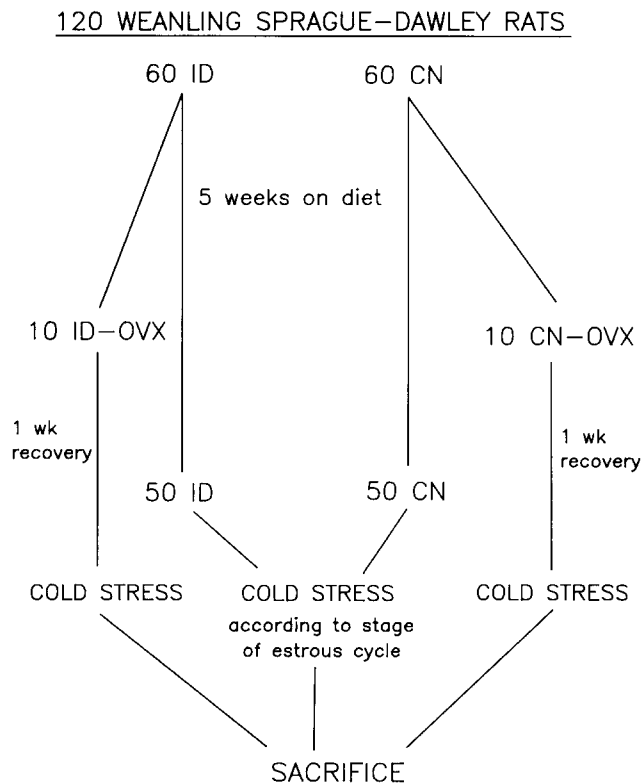 120 WEANLING SPRAGUE-DAWLEY RATS
60 ID
60 CN
5 weeks on diet
10 ID-OVX
10 CN-OVX
1 wk
recovery
1 wk
recovery
50 ID
50 CN
COLD STRESS
COLD STRESS
according to stage
of estrous cycle
COLD STRESS
SACRIFICE